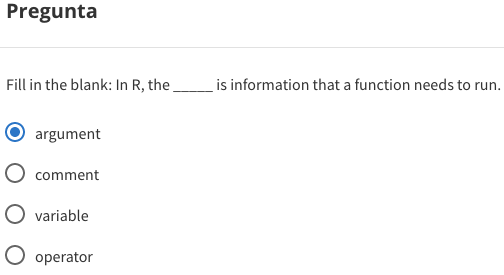 Pregunta
Fill in the blank: In R, the _____ is information that a function needs to run.
argument
comment
variable
operator